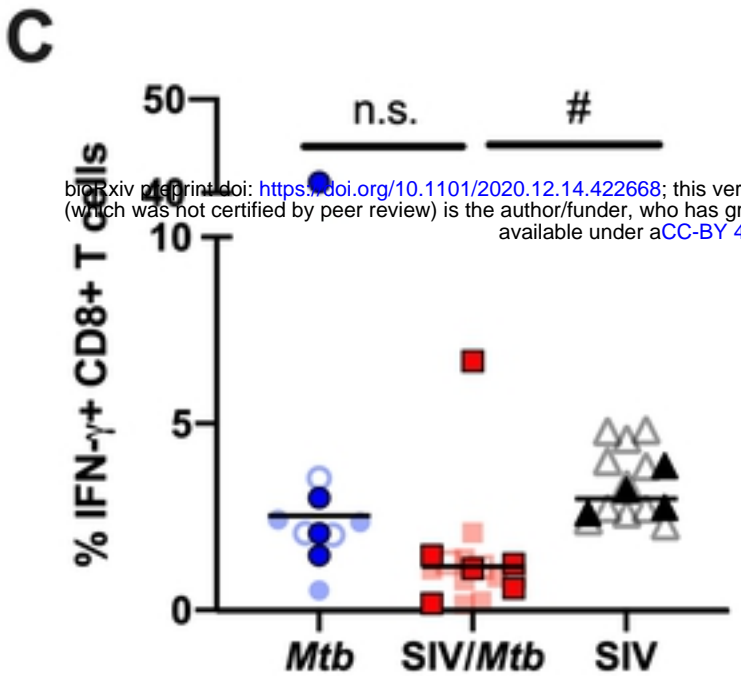 C
50
n.s.
#
bioRxiv preprint doi: https://doi.org/10.1101/2020.12.14.422668; this ver
40
(which was not certified by peer review) is the author/funder, who has gr
available under aCC-BY 4
10
% IFN-γ+ CD8+ T cells
5
0
Mtb SIV/Mtb SIV